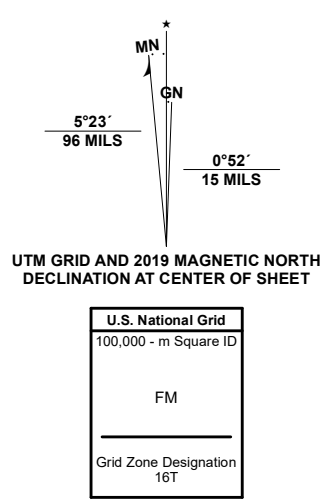 MN
GN
5°23´
96 MILS
0°52´
15 MILS
UTM GRID AND 2019 MAGNETIC NORTH
DECLINATION AT CENTER OF SHEET
U.S. National Grid
100,000 - m Square ID
FM
Grid Zone Designation
16T